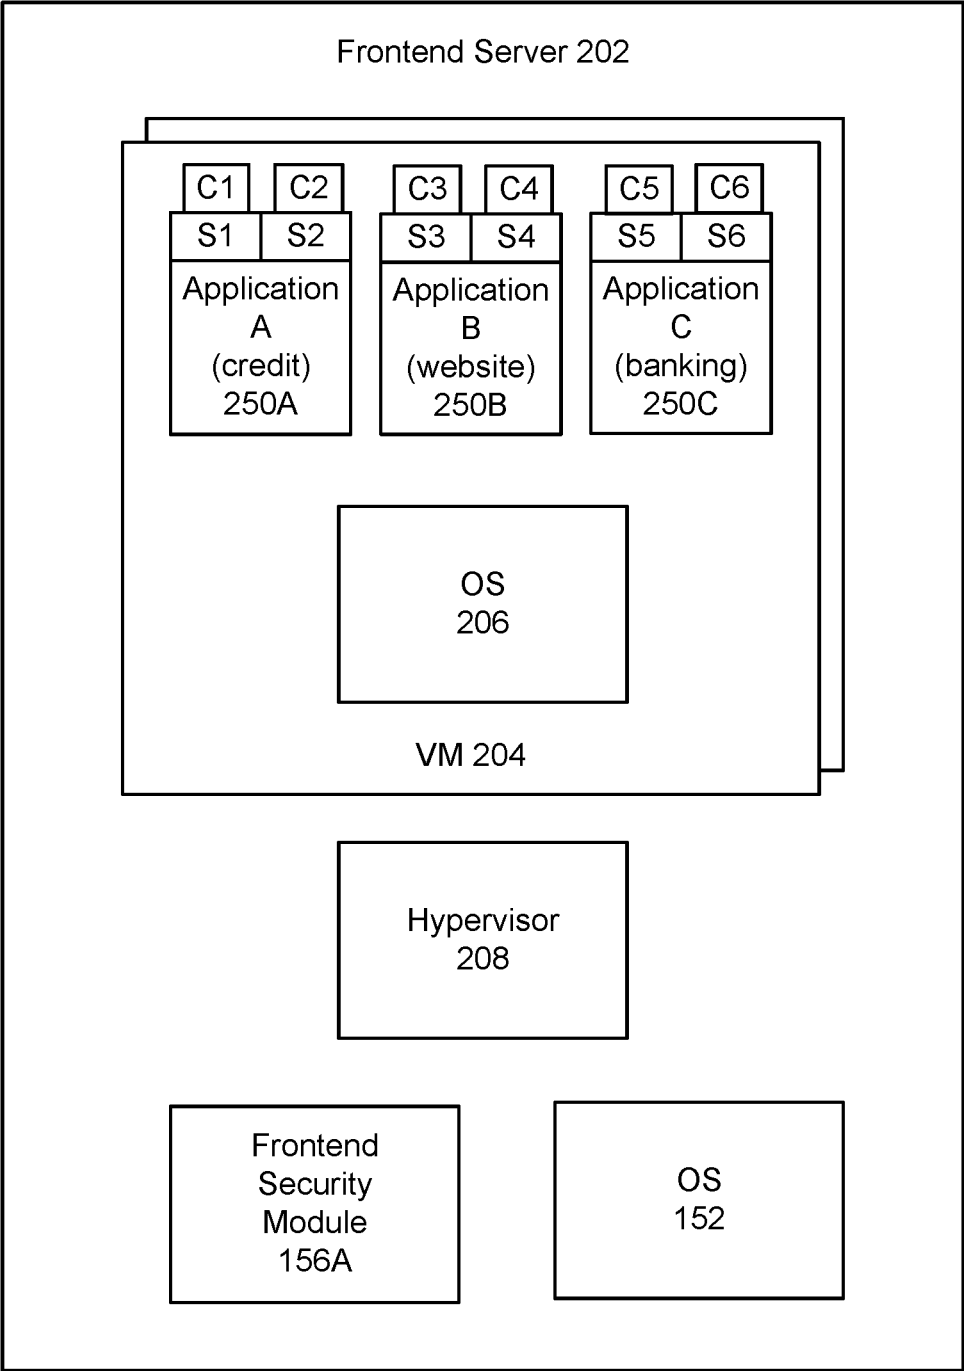 Frontend Server 202
C1 C2 C3 C4 C5 C6
S1 S2 S3 S4 S5 S6
Application
A
(credit)
250A
Application
B
(website)
250B
Application
C
(banking)
250C
OS
206
VM 204
Hypervisor
208
Frontend
Security
Module
156A
OS
152